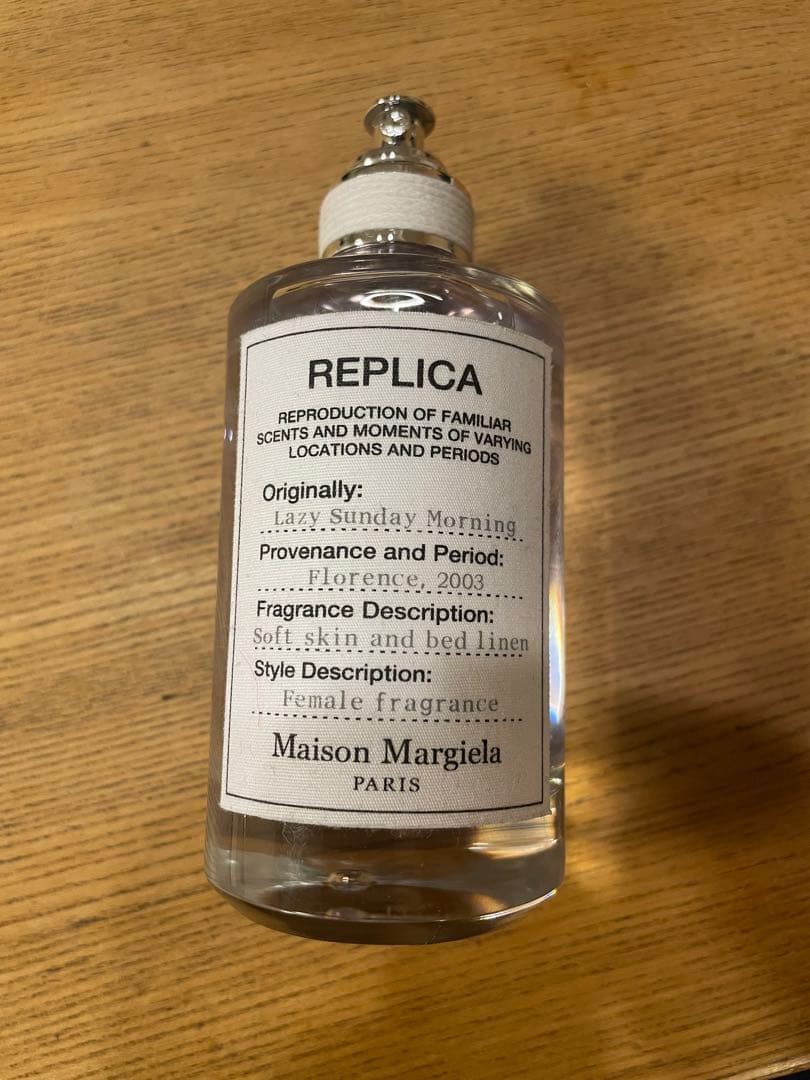 REPLICA
REPRODUCTION OF FAMILIAR
SCENTS AND MOMENTS OF VARYING
LOCATIONS AND PERIODS
Originally:
Lazy Sunday Morning
Provenance and Period:
Florence, 2003
Fragrance Description:
Soft skin and bed linen
Style Description:
Female fragrance
Maison Margiela
PARIS